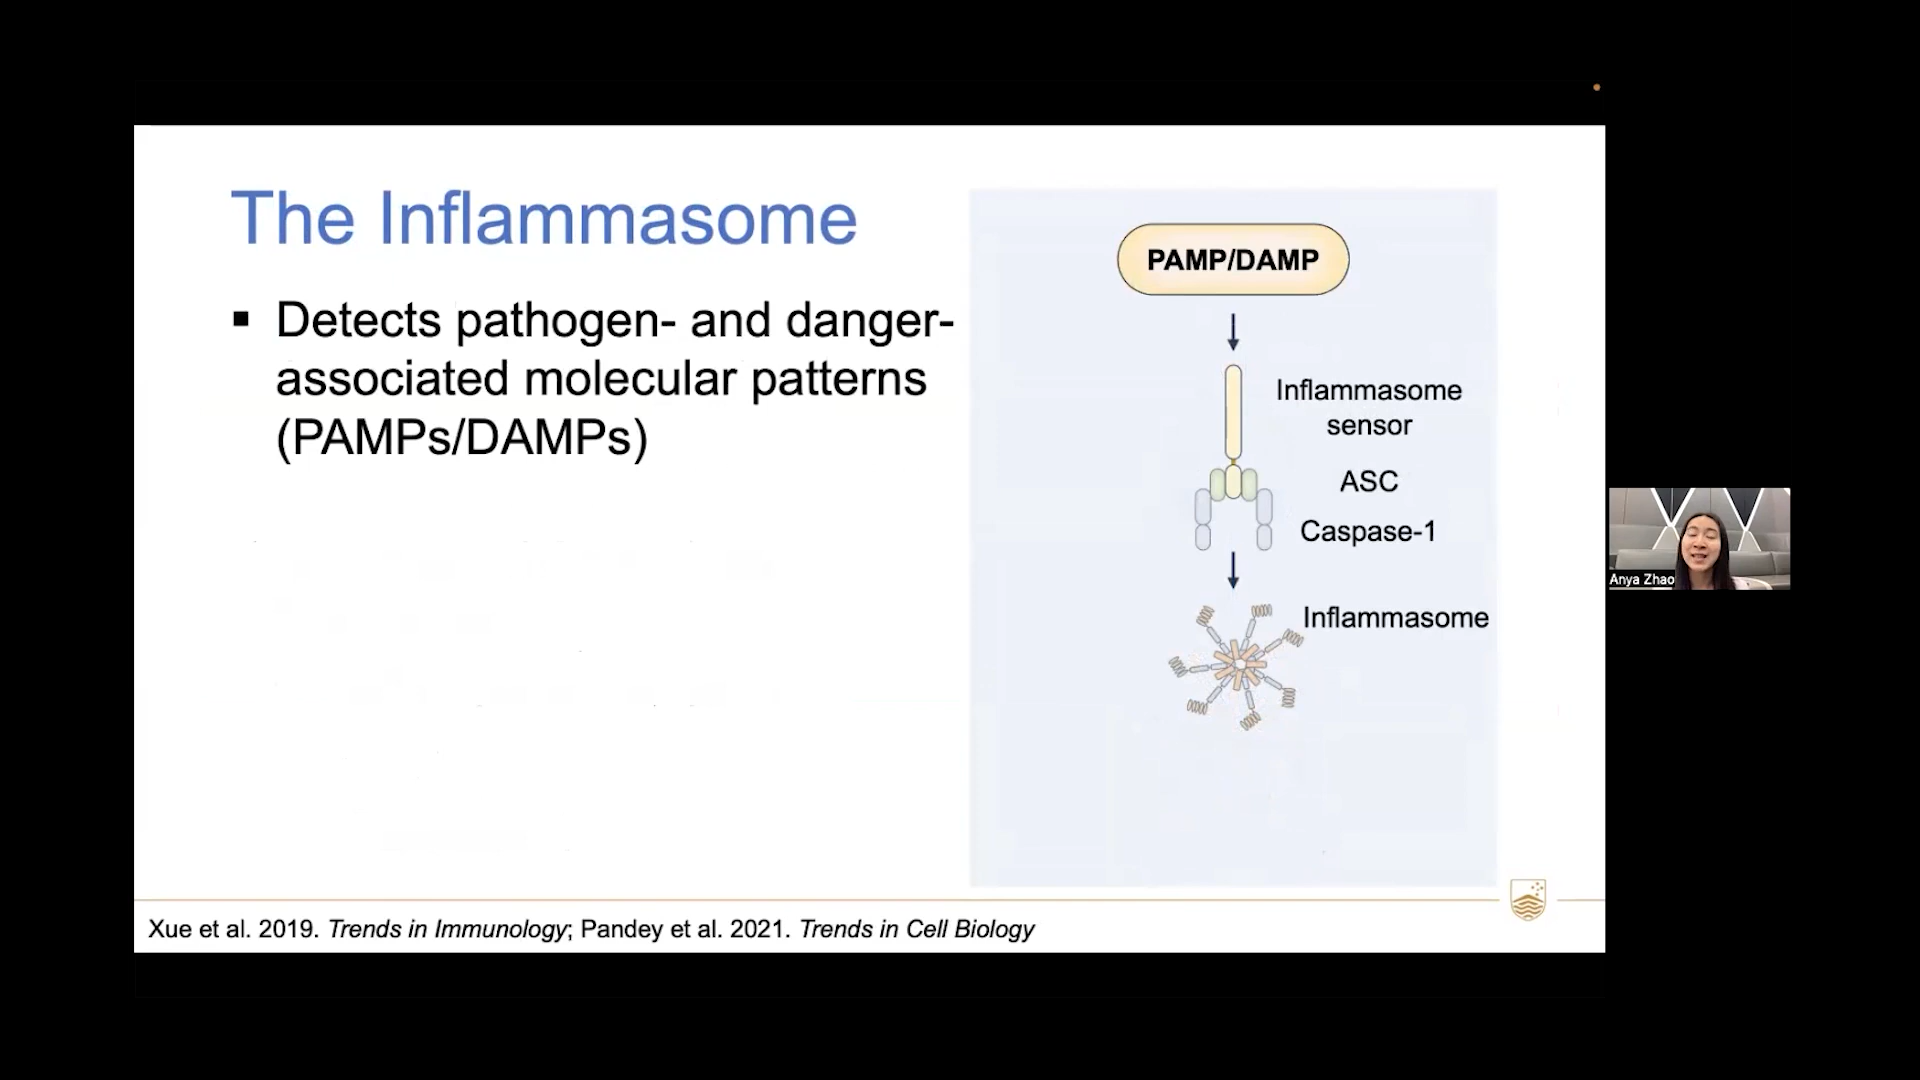 The Inflammasome
▪ Detects pathogen- and danger-
associated molecular patterns
(PAMPs/DAMPs)
PAMP/DAMP
Inflammasome
sensor
ASC
Caspase-1
Inflammasome
Anya Zhao
Xue et al. 2019. Trends in Immunology; Pandey et al. 2021. Trends in Cell Biology